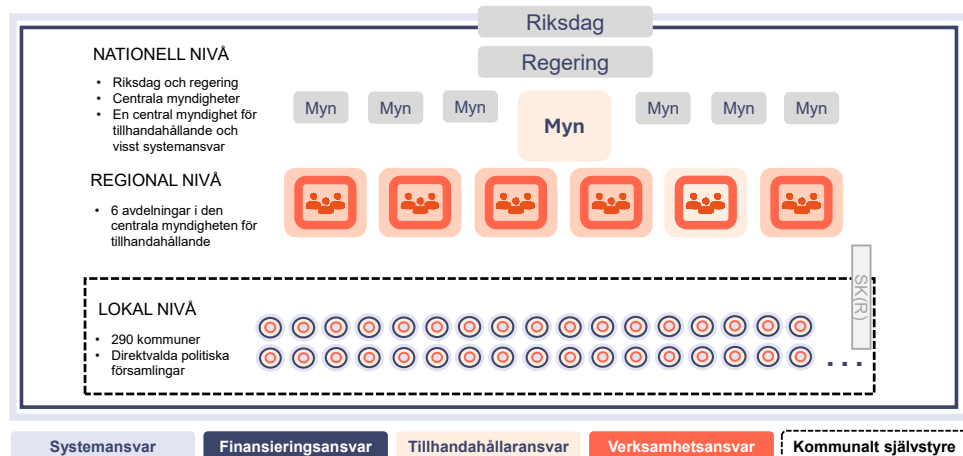 Riksdag
Regering
NATIONELL NIVÅ
• Riksdag och regering
• Centrala myndigheter
• En central myndighet för
tillhandahållande och
visst systemansvar
Myn Myn Myn Myn Myn Myn Myn
REGIONAL NIVÅ
• 6 avdelningar i den
centrala myndigheten för
tillhandahållande
SK(R)
LOKAL NIVÅ
• 290 kommuner
• Direktvalda politiska
församlingar
...
Systemansvar Finansieringsansvar Tillhandahållaransvar Verksamhetsansvar Kommunalt självstyre